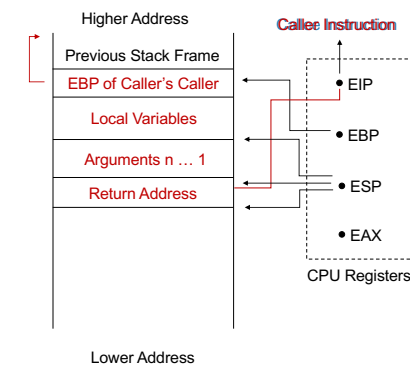 Higher Address
Previous Stack Frame
EBP of Caller's Caller
Local Variables
Arguments n … 1
Return Address
Lower Address
Caller Instruction
EIP
EBP
ESP
EAX
CPU Registers